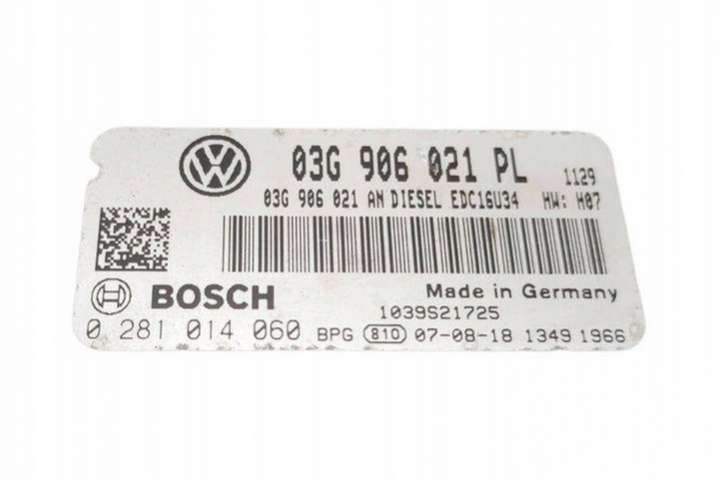 03G 906 021 PL 1129
03G 906 021 AN DIESEL EDC16U34 HW: H07
BOSCH Made in Germany
1039S21725
0 281 014 060 BPG 810 07-08-18 1349 1966